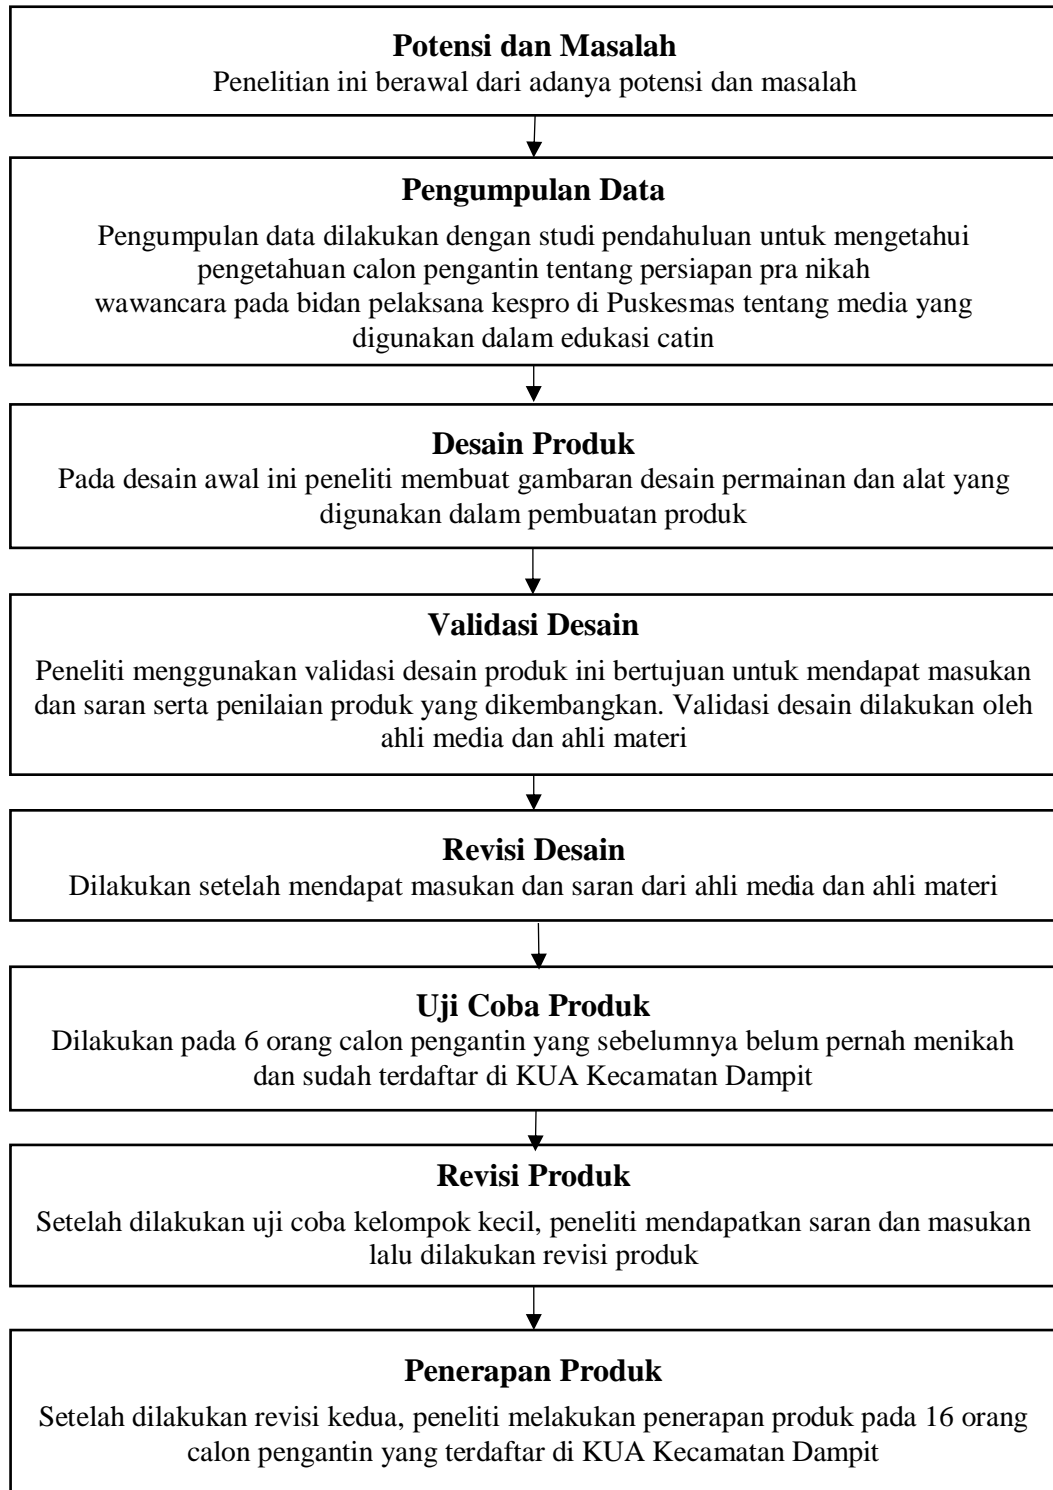 Potensi dan Masalah
Penelitian ini berawal dari adanya potensi dan masalah
Pengumpulan Data
Pengumpulan data dilakukan dengan studi pendahuluan untuk mengetahui
pengetahuan calon pengantin tentang persiapan pra nikah
wawancara pada bidan pelaksana kespro di Puskesmas tentang media yang
digunakan dalam edukasi catin
Desain Produk
Pada desain awal ini peneliti membuat gambaran desain permainan dan alat yang
digunakan dalam pembuatan produk
Validasi Desain
Peneliti menggunakan validasi desain produk ini bertujuan untuk mendapat masukan
dan saran serta penilaian produk yang dikembangkan. Validasi desain dilakukan oleh
ahli media dan ahli materi
Revisi Desain
Dilakukan setelah mendapat masukan dan saran dari ahli media dan ahli materi
Uji Coba Produk
Dilakukan pada 6 orang calon pengantin yang sebelumnya belum pernah menikah
dan sudah terdaftar di KUA Kecamatan Dampit
Revisi Produk
Setelah dilakukan uji coba kelompok kecil, peneliti mendapatkan saran dan masukan
lalu dilakukan revisi produk
Penerapan Produk
Setelah dilakukan revisi kedua, peneliti melakukan penerapan produk pada 16 orang
calon pengantin yang terdaftar di KUA Kecamatan Dampit